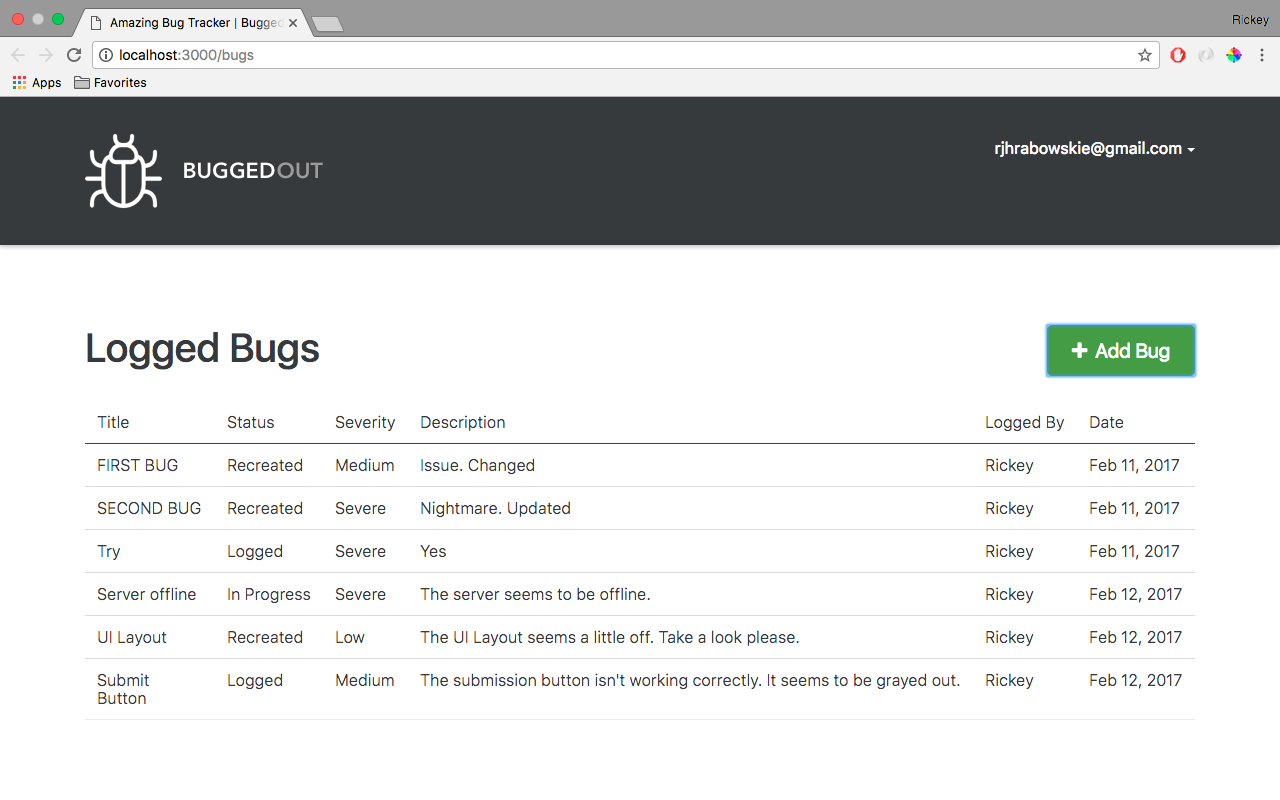 Amazing Bug Tracker | Bugged
Rickey
localhost:3000/bugs
Apps Favorites
BUGGEDOUT
rjhrabowskie@gmail.com
Logged Bugs
Add Bug
Title Status Severity Description Logged By Date
FIRST BUG Recreated Medium Issue. Changed Rickey Feb 11, 2017
SECOND BUG Recreated Severe Nightmare. Updated Rickey Feb 11, 2017
Try Logged Severe Yes Rickey Feb 11, 2017
Server offline In Progress Severe The server seems to be offline. Rickey Feb 12, 2017
UI Layout Recreated Low The UI Layout seems a little off. Take a look please. Rickey Feb 12, 2017
Submit Logged Medium The submission button isn't working correctly. It seems to be grayed out. Rickey Feb 12, 2017
Button